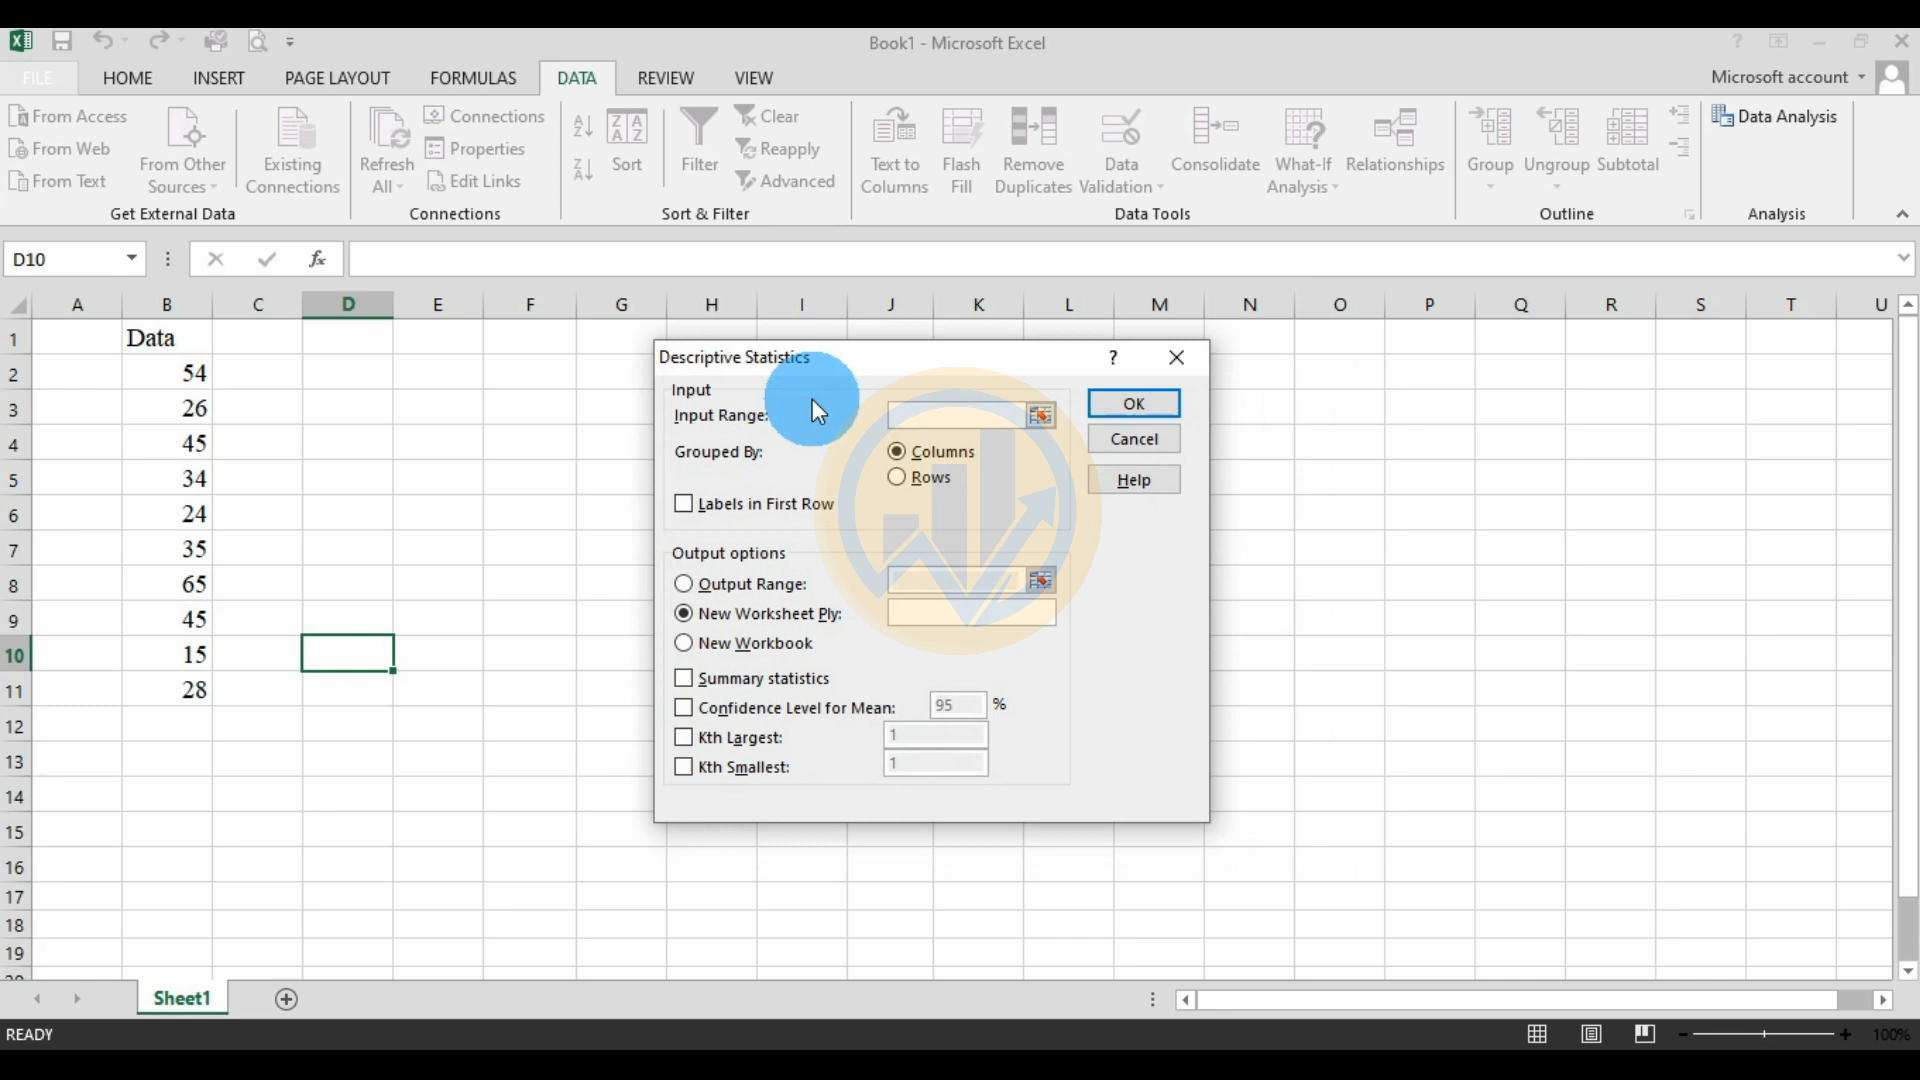 Book1 - Microsoft Excel
FILE HOME INSERT PAGE LAYOUT FORMULAS DATA REVIEW VIEW Microsoft account
From Access
From Web
From Text
From Other Sources
Existing Connections
Get External Data
Refresh All
Connections
Properties
Edit Links
Connections
Sort
Filter
Clear
Reapply
Advanced
Sort & Filter
Text to Columns
Flash Fill
Remove Duplicates
Data Validation
Consolidate
What-If Analysis
Relationships
Data Tools
Group
Ungroup
Subtotal
Outline
Data Analysis
Analysis
D10 fx
A B C D E F G H I J K L M N O P Q R S T U
1 Data
2 54
3 26
4 45
5 34
6 24
7 35
8 65
9 45
10 15
11 28
12
13
14
15
16
17
18
19
Descriptive Statistics ?
Input
Input Range:
Grouped By: Columns
Rows
Labels in First Row
OK
Cancel
Help
Output options
Output Range:
New Worksheet Ply:
New Workbook
Summary statistics
Confidence Level for Mean: 95 %
Kth Largest: 1
Kth Smallest: 1
Sheet1
READY 100%